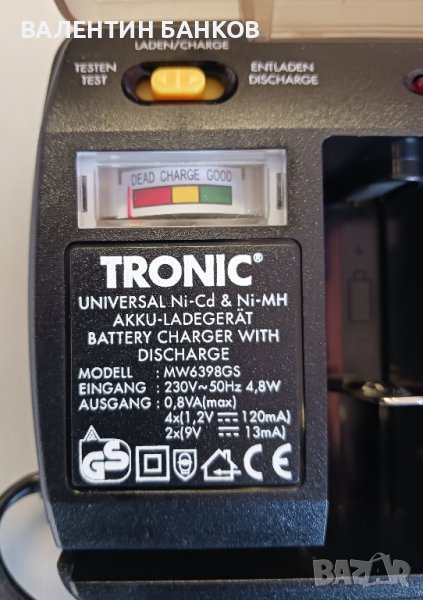 ВАЛЕНТИН БАНКОВ
LADEN/CHARGE
TESTEN
TEST
ENTLADEN
DISCHARGE
DEAD CHARGE GOOD
TRONIC®
UNIVERSAL Ni-Cd & Ni-MH
AKKU-LADEGERÄT
BATTERY CHARGER WITH
DISCHARGE
MODELL : MW6398GS
EINGANG : 230V~50Hz 4,8W
AUSGANG : 0,8VA(max)
4x(1,2V ⎓ 120mA)
2x(9V ⎓ 13mA)
GS
CE
BAZAR